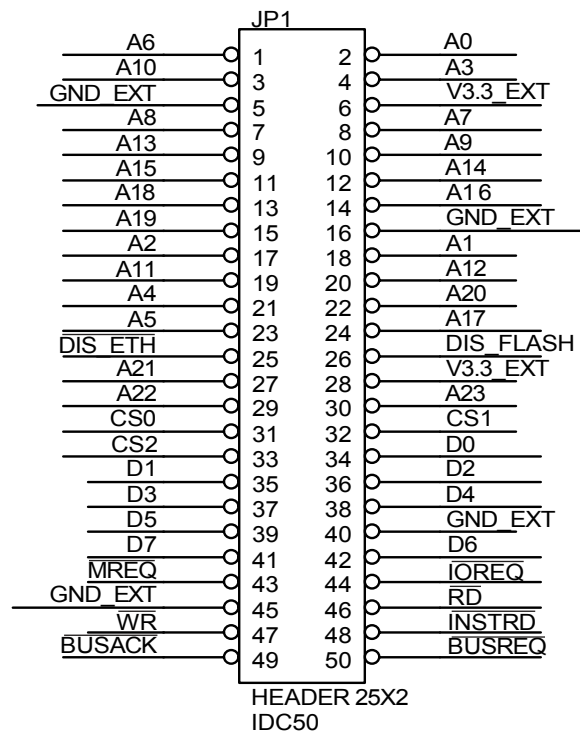 JP1
A6 1 2 A0
A10 3 4 A3
GND_EXT 5 6 V3.3_EXT
A8 7 8 A7
A13 9 10 A9
A15 11 12 A14
A18 13 14 A16
A19 15 16 GND_EXT
A2 17 18 A1
A11 19 20 A12
A4 21 22 A20
A5 23 24 A17
DIS_ETH 25 26 DIS_FLASH
A21 27 28 V3.3_EXT
A22 29 30 A23
CS0 31 32 CS1
CS2 33 34 D0
D1 35 36 D2
D3 37 38 D4
D5 39 40 GND_EXT
D7 41 42 D6
MREQ 43 44 IOREQ
GND_EXT 45 46 RD
WR 47 48 INSTRD
BUSACK 49 50 BUSREQ
HEADER 25X2
IDC50